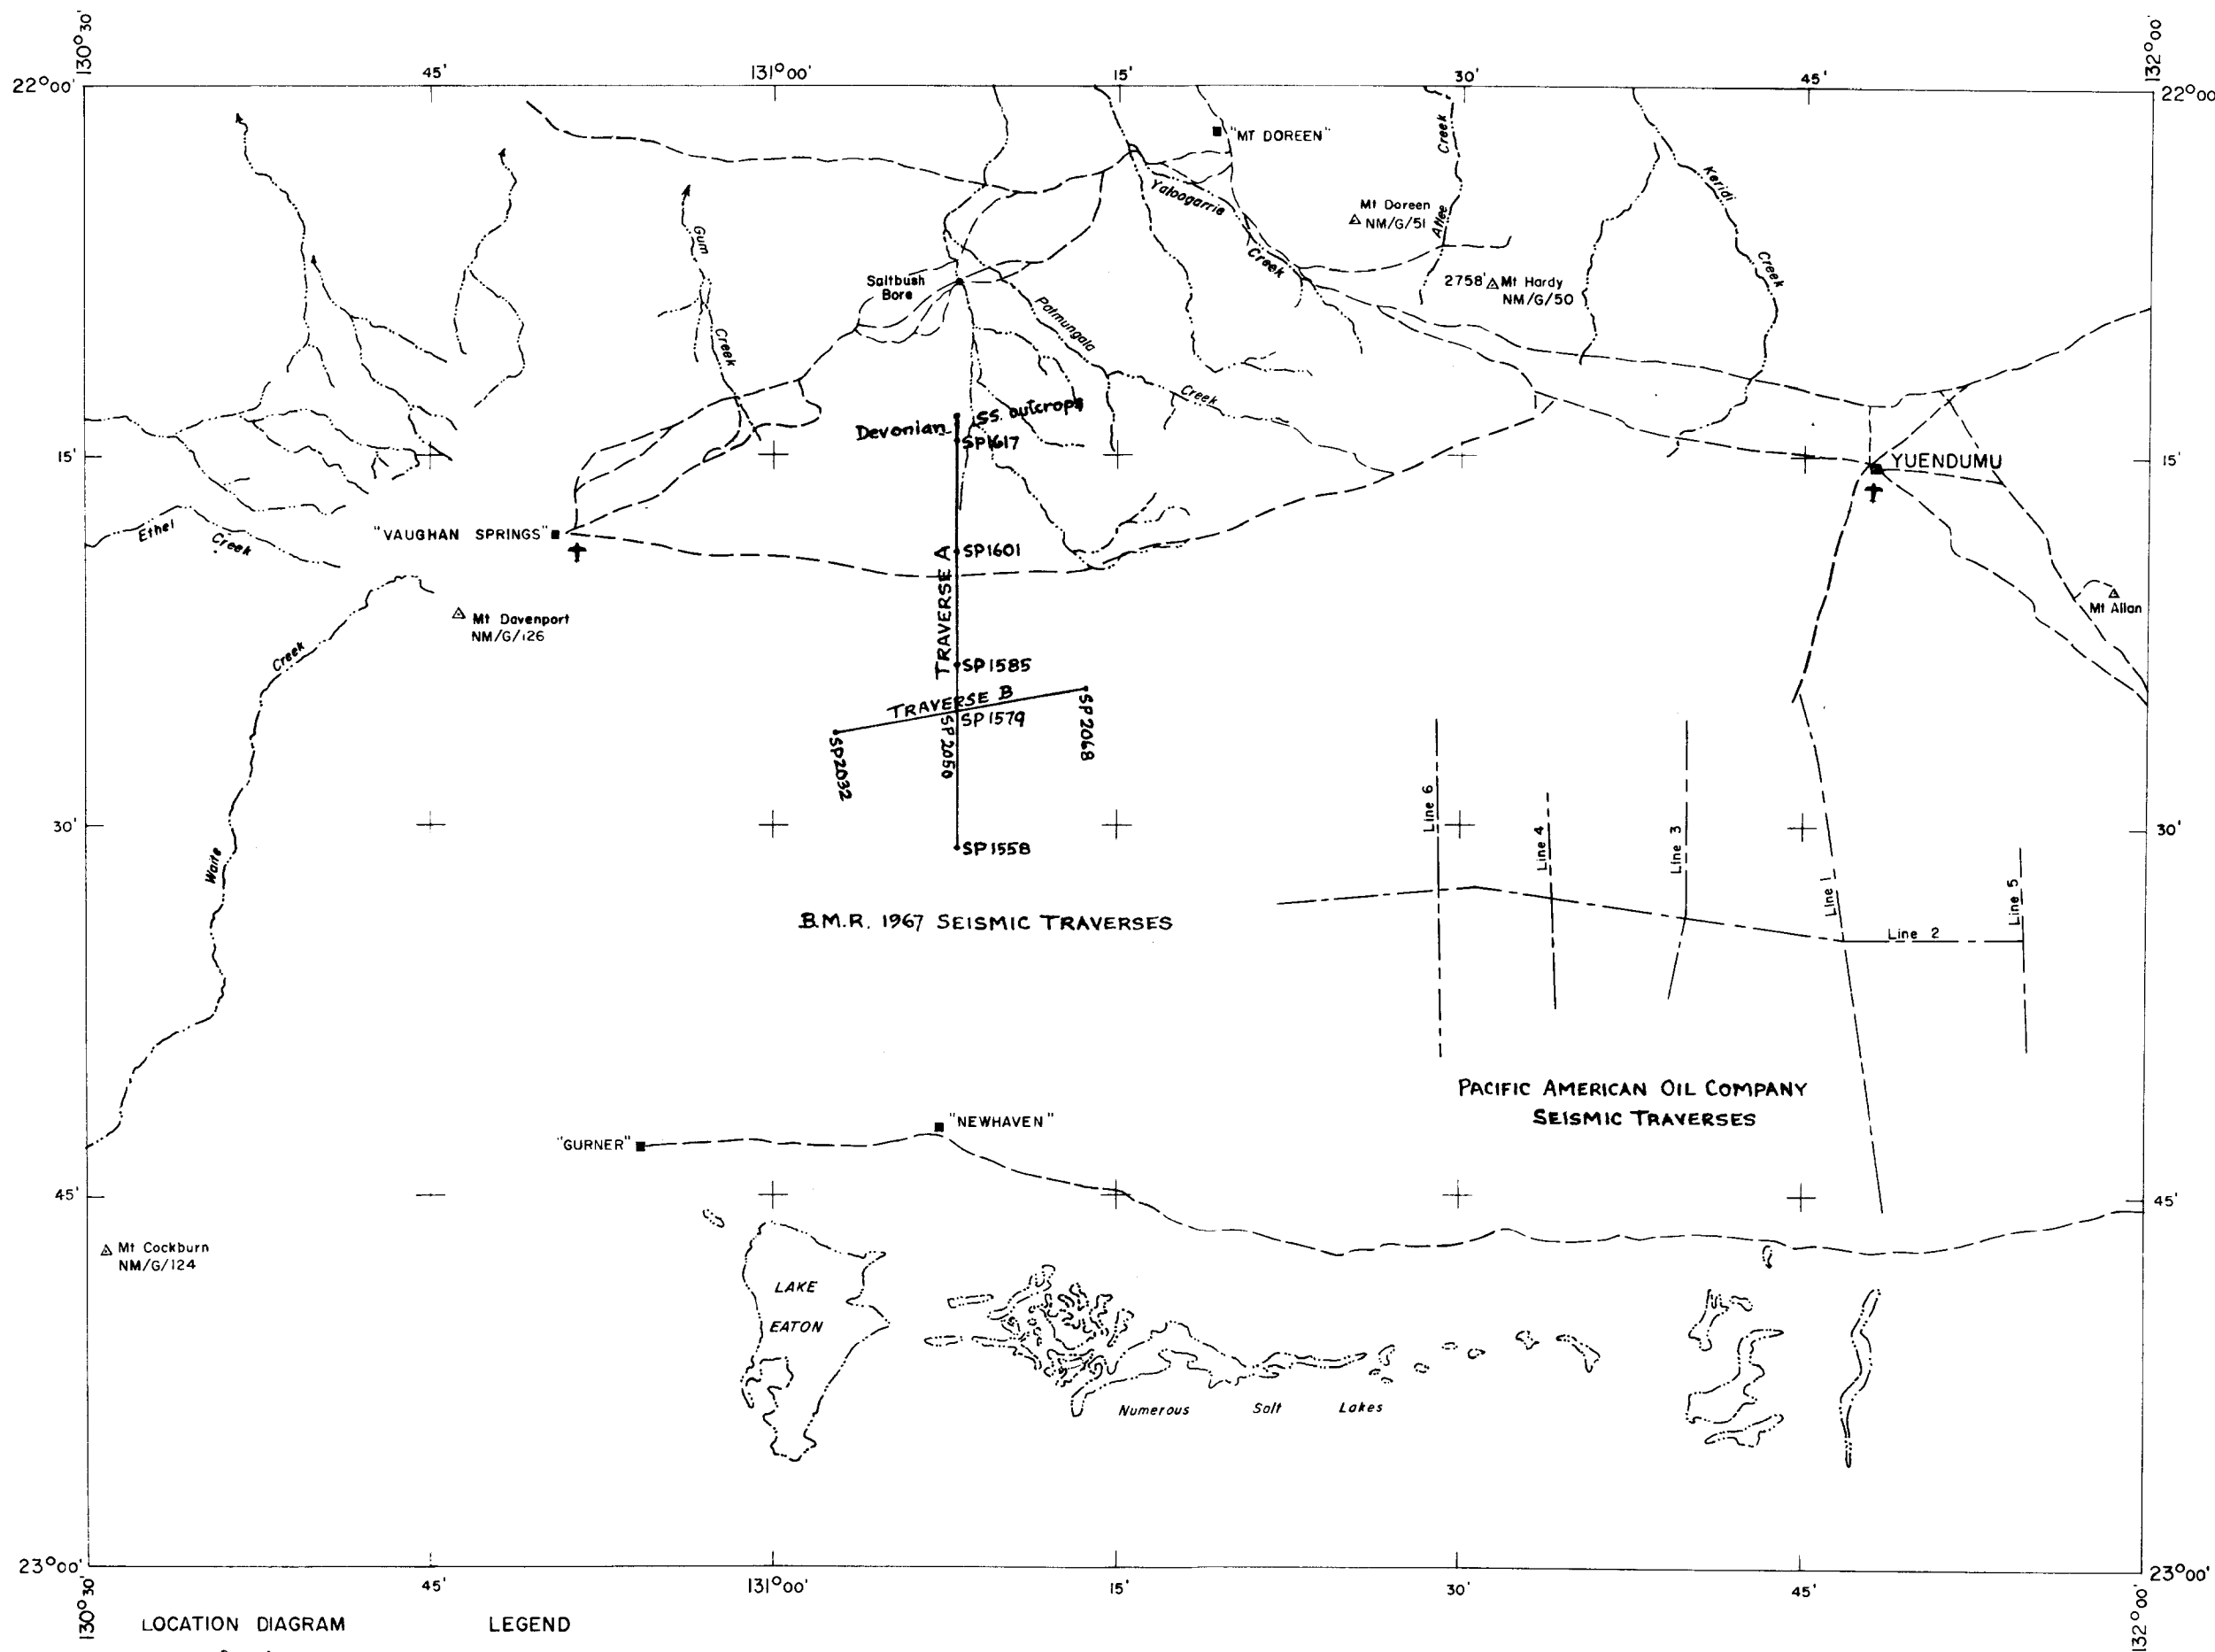 130°30'
45'
131°00'
15'
30'
45'
132°00'
22°00'
22°00
"MT DOREEN"
Yaloogarrie
Creek
Mt Doreen
NM/G/51
Allee
Creek
Keridi
Creek
2758' Mt Hardy
NM/G/50
Gum
Creek
Saltbush
Bore
Patmungala
Creek
Devonian
SS. outcrops
SP1617
15'
15'
YUENDUMU
Ethel
Creek
"VAUGHAN SPRINGS"
SP1601
TRAVERSE A
Mt Davenport
NM/G/126
Mt Allan
Creek
Waite
SP1585
TRAVERSE B
SP1579
SP2050
SP2032
SP2068
30'
30'
SP1558
Line 6
Line 4
Line 3
Line 1
Line 5
Line 2
B.M.R. 1967 SEISMIC TRAVERSES
PACIFIC AMERICAN OIL COMPANY
SEISMIC TRAVERSES
"GURNER"
"NEWHAVEN"
45'
45'
Mt Cockburn
NM/G/124
LAKE
EATON
Numerous Salt Lakes
23°00'
23°00'
130°30'
45'
131°00'
15'
30'
45'
132°00'
LOCATION DIAGRAM
LEGEND